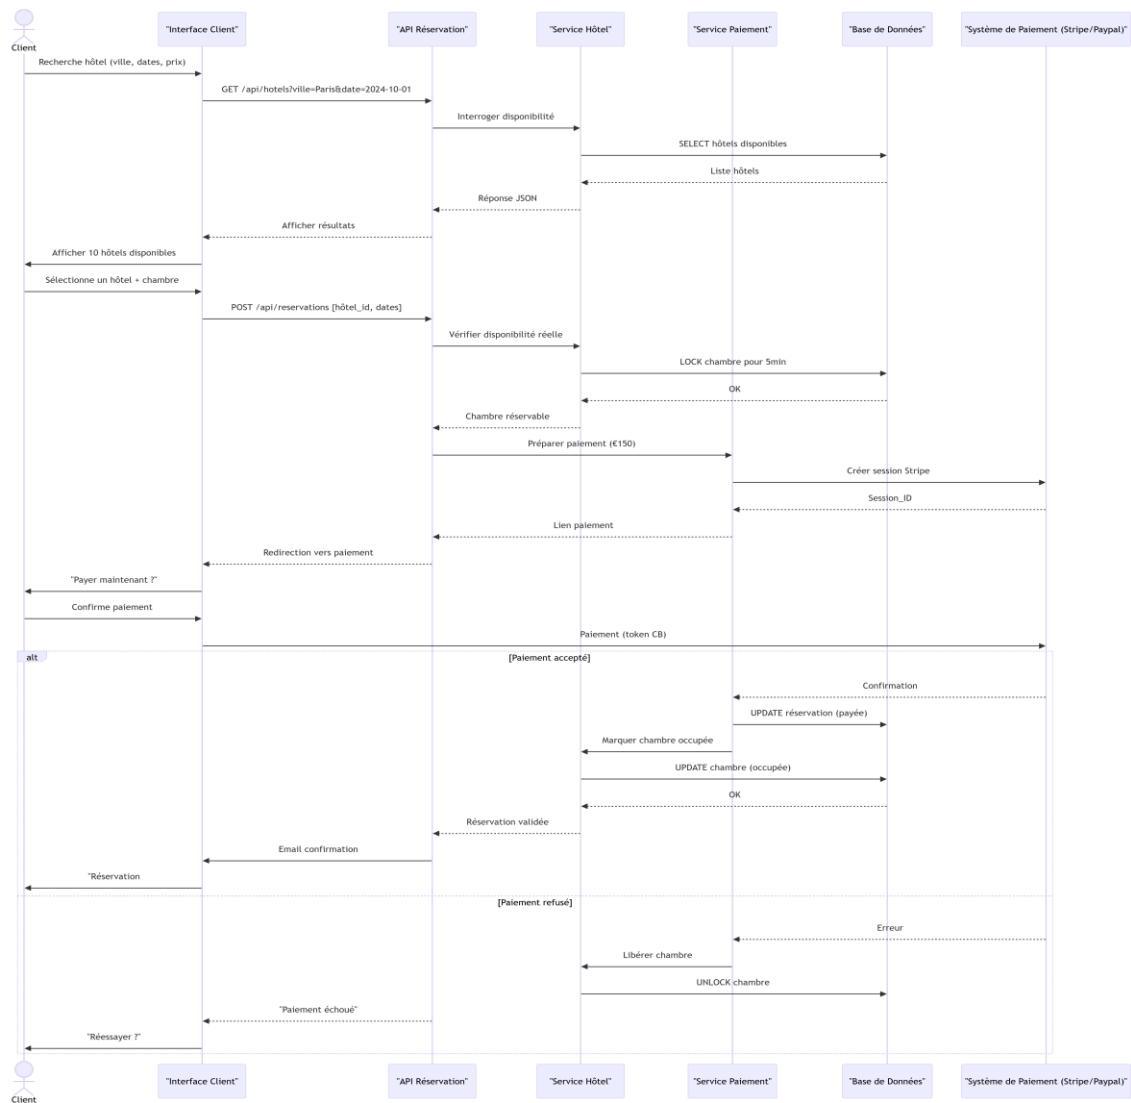 Client
"Interface Client"
"API Réservation"
"Service Hôtel"
"Service Paiement"
"Base de Données"
"Système de Paiement (Stripe/Paypal)"
Recherche hôtel (ville, dates, prix)
GET /api/hotels?ville=Paris&date=2024-10-01
Interroger disponibilité
SELECT hôtels disponibles
Liste hôtels
Réponse JSON
Afficher résultats
Afficher 10 hôtels disponibles
Sélectionne un hôtel + chambre
POST /api/reservations [hôtel_id, dates]
Vérifier disponibilité réelle
LOCK chambre pour 5min
OK
Chambre réservable
Préparer paiement (€150)
Créer session Stripe
Session_ID
Lien paiement
Redirection vers paiement
"Payer maintenant ?"
Confirme paiement
Paiement (token CB)
alt
[Paiement accepté]
Confirmation
UPDATE réservation (payée)
Marquer chambre occupée
UPDATE chambre (occupée)
OK
Réservation validée
Email confirmation
"Réservation
[Paiement refusé]
Erreur
Libérer chambre
UNLOCK chambre
"Paiement échoué"
"Réessayer ?"
Client
"Interface Client"
"API Réservation"
"Service Hôtel"
"Service Paiement"
"Base de Données"
"Système de Paiement (Stripe/Paypal)"